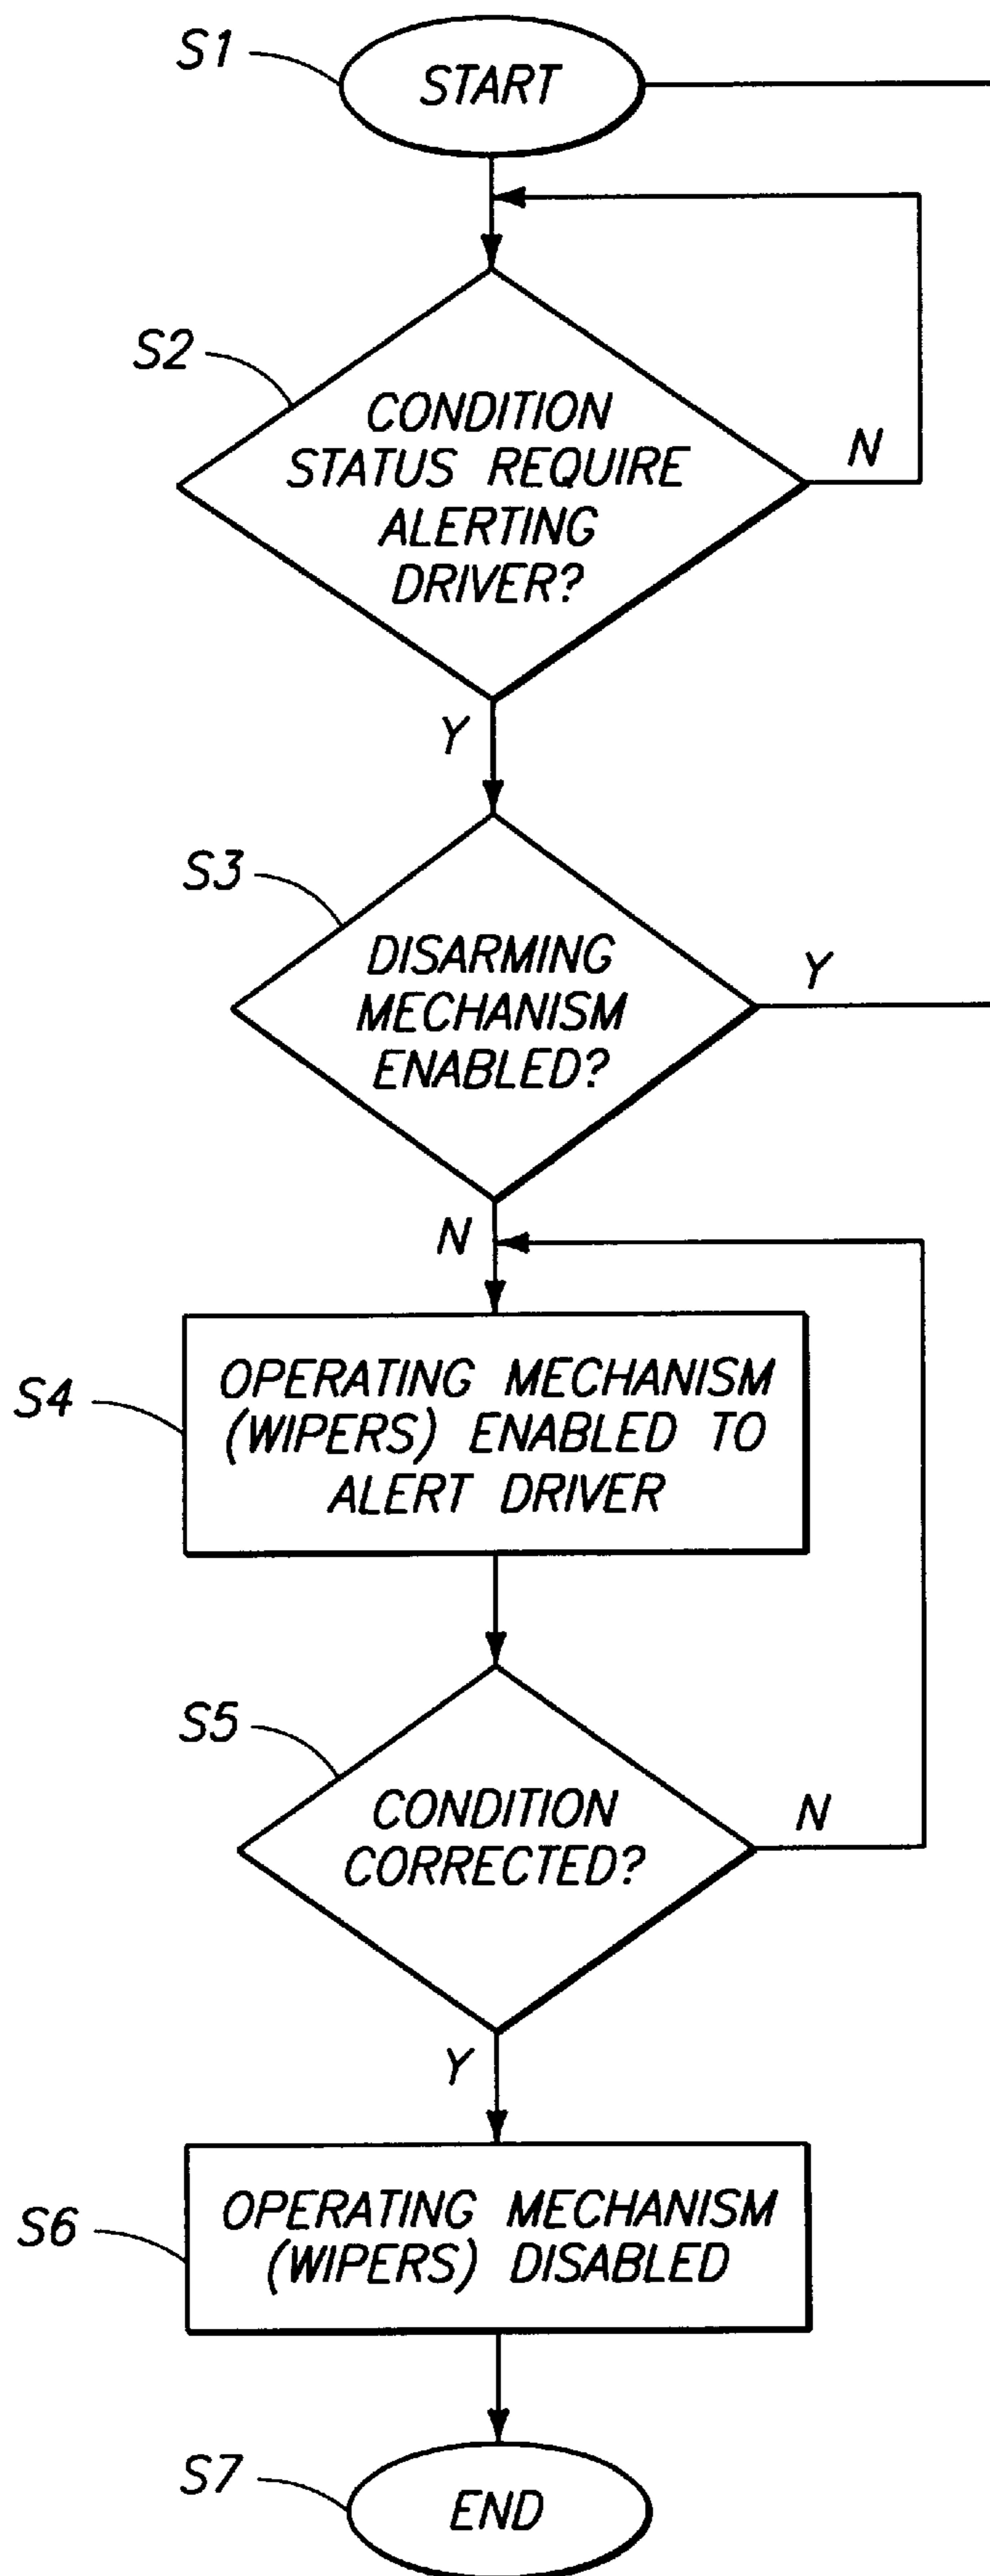 S1
START
S2
CONDITION
STATUS REQUIRE
ALERTING
DRIVER?
N
Y
S3
DISARMING
MECHANISM
ENABLED?
Y
N
S4
OPERATING MECHANISM
(WIPERS) ENABLED TO
ALERT DRIVER
S5
CONDITION
CORRECTED?
N
Y
S6
OPERATING MECHANISM
(WIPERS) DISABLED
S7
END